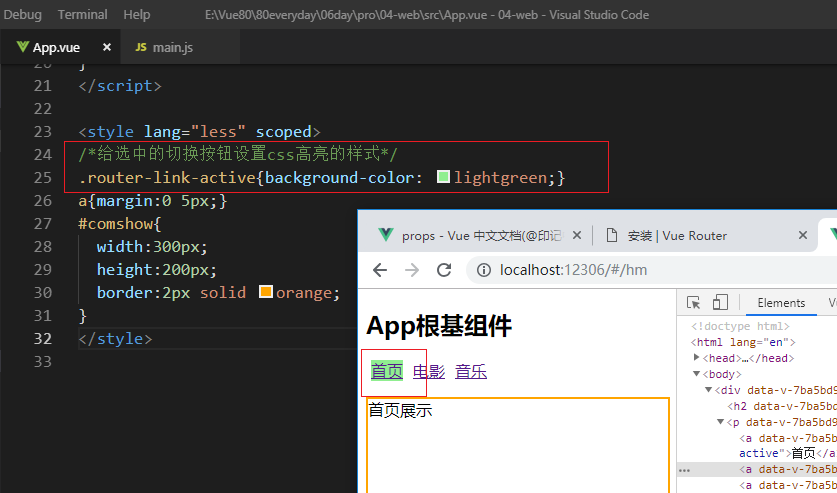 Debug Terminal Help E:\Vue80\80everyday\06day\pro\04-web\src\App.vue - 04-web - Visual Studio Code
App.vue × JS main.js
20 }
21 </script>
22
23 <style lang="less" scoped>
24 /*给选中的切换按钮设置css高亮的样式*/
25 .router-link-active{background-color: lightgreen;}
26 a{margin:0 5px;}
27 #comshow{
28 width:300px;
29 height:200px;
30 border:2px solid orange;
31 }
32 </style>
33
props - Vue 中文文档(@印记 × 安装 | Vue Router ×
localhost:12306/#/hm
App根基组件
首页 电影 音乐
首页展示
Elements
<!doctype html>
<html lang="en">
<head>…</head>
<body>
<div data-v-7ba5bd9
<h2 data-v-7ba5bd
<p data-v-7ba5bd9
<a data-v-7ba5b
active">首页</a
<a data-v-7ba5b
<a data-v-7ba5b